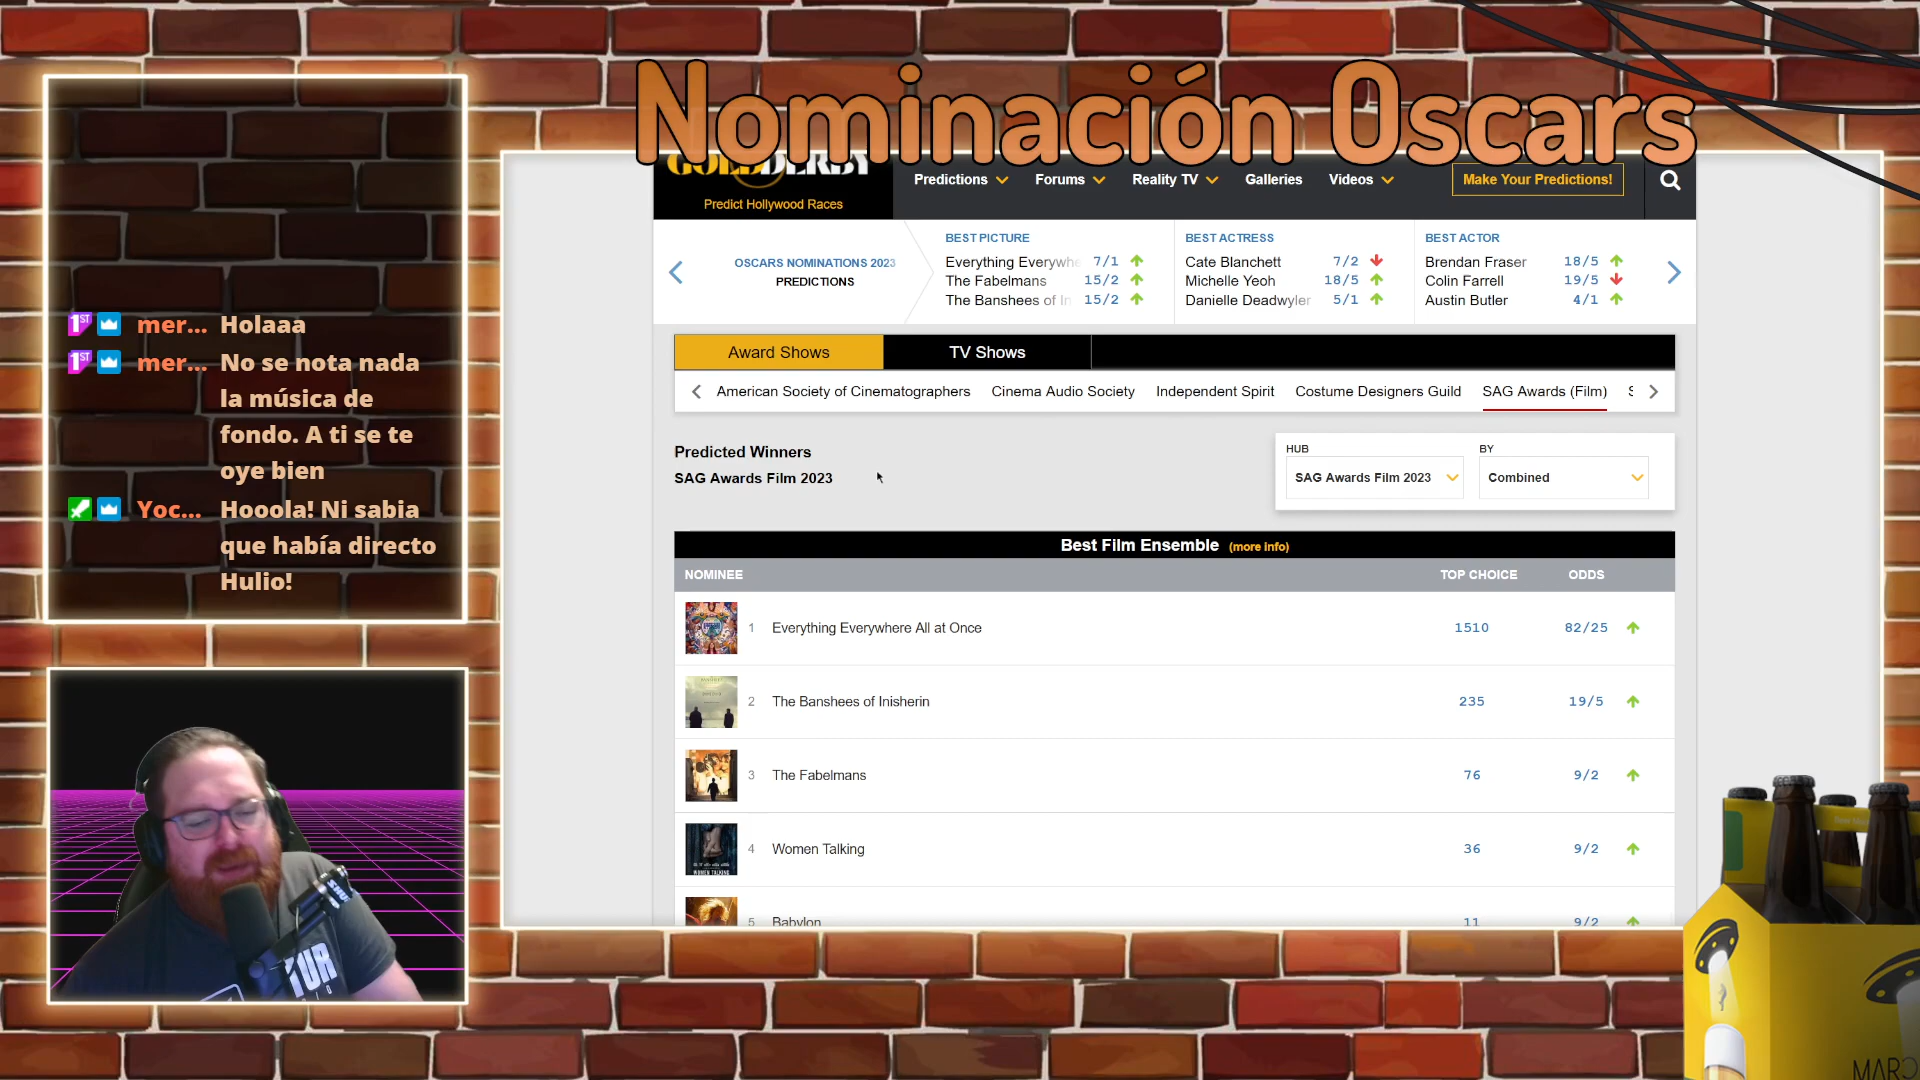 Nominación Oscars
GOLD DERBY
Predict Hollywood Races
Predictions
Forums
Reality TV
Galleries
Videos
Make Your Predictions!
OSCARS NOMINATIONS 2023
PREDICTIONS
BEST PICTURE
Everything Everywhe 7/1
The Fabelmans 15/2
The Banshees of In 15/2
BEST ACTRESS
Cate Blanchett 7/2
Michelle Yeoh 18/5
Danielle Deadwyler 5/1
BEST ACTOR
Brendan Fraser 18/5
Colin Farrell 19/5
Austin Butler 4/1
Award Shows
TV Shows
American Society of Cinematographers
Cinema Audio Society
Independent Spirit
Costume Designers Guild
SAG Awards (Film)
Predicted Winners
SAG Awards Film 2023
HUB
SAG Awards Film 2023
BY
Combined
Best Film Ensemble (more info)
NOMINEE TOP CHOICE ODDS
1 Everything Everywhere All at Once 1510 82/25
2 The Banshees of Inisherin 235 19/5
3 The Fabelmans 76 9/2
4 Women Talking 36 9/2
5 Babylon 11 9/2
WOMEN TALKING
1ST mer... Holaaa
1ST mer... No se nota nada
la música de
fondo. A ti se te
oye bien
Yoc... Hooola! Ni sabia
que había directo
Hulio!
MARC